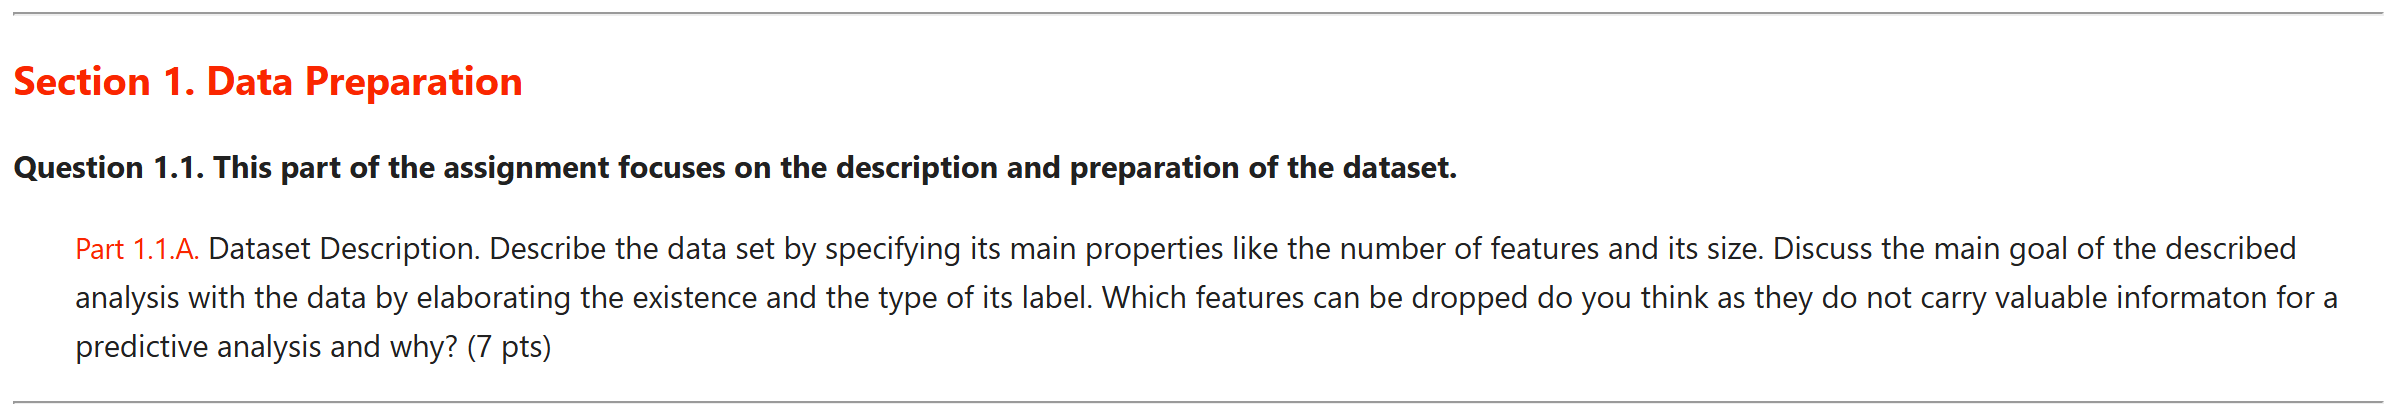 Section 1. Data Preparation
Question 1.1. This part of the assignment focuses on the description and preparation of the dataset.
Part 1.1.A. Dataset Description. Describe the data set by specifying its main properties like the number of features and its size. Discuss the main goal of the described
analysis with the data by elaborating the existence and the type of its label. Which features can be dropped do you think as they do not carry valuable informaton for a
predictive analysis and why? (7 pts)